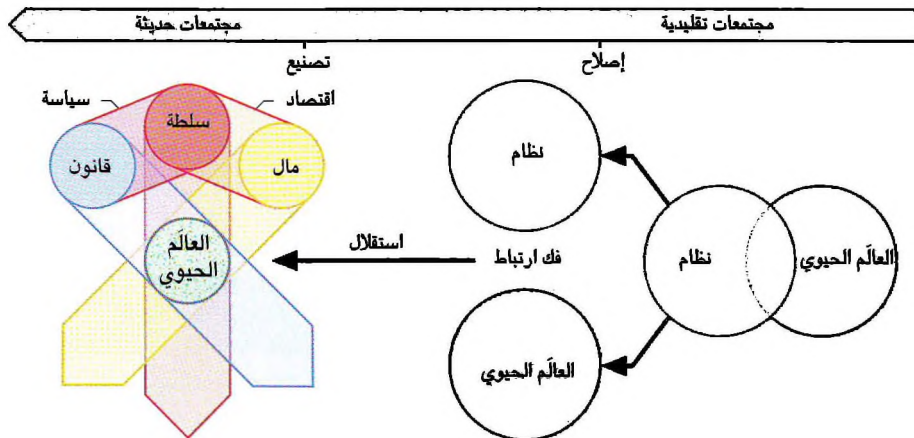 مجتمعات تقليدية
مجتمعات حديثة
إصلاح
تصنيع
نظام
العالَم الحيوي
نظام
فك ارتباط
العالَم الحيوي
استقلال
اقتصاد
سياسة
سلطة
مال
قانون
العالَم
الحيوي